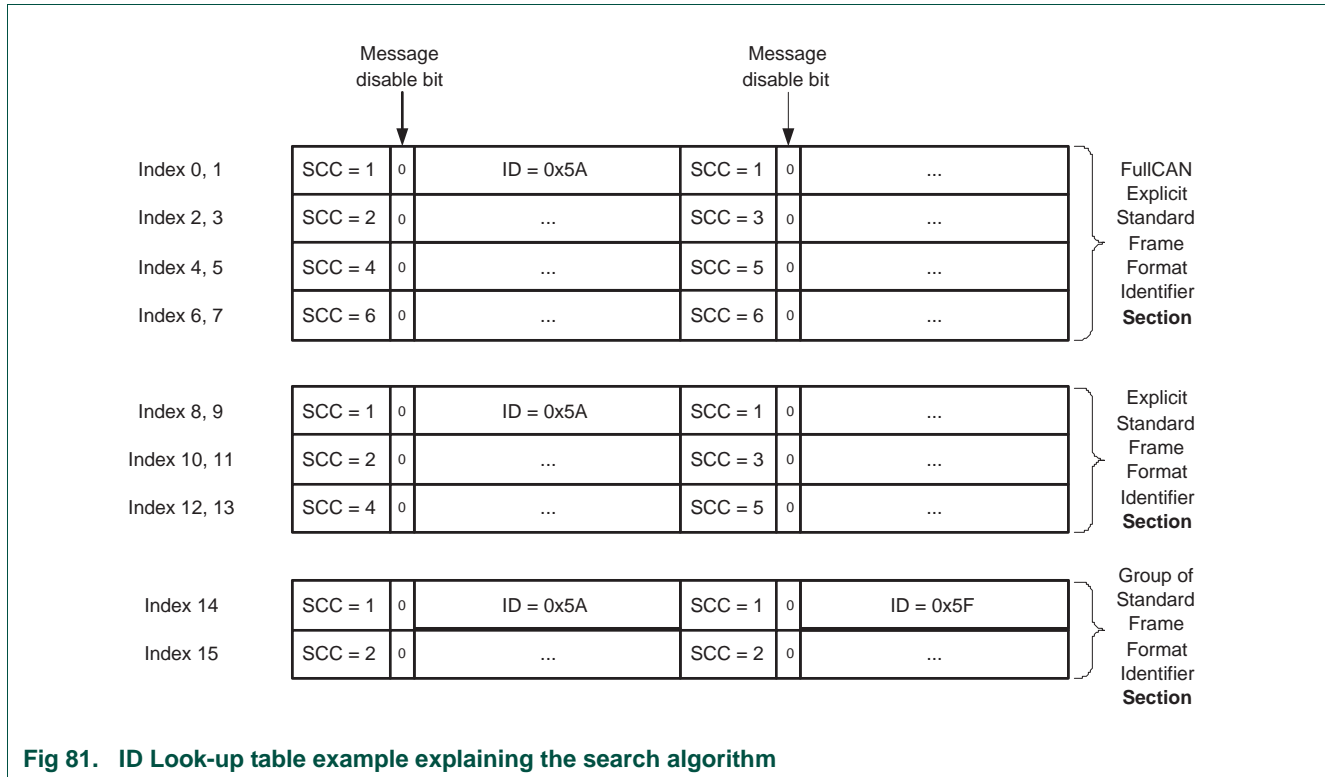 Message
disable bit
Message
disable bit
Index 0, 1 SCC = 1 0 ID = 0x5A SCC = 1 0 ...
Index 2, 3 SCC = 2 0 ... SCC = 3 0 ...
Index 4, 5 SCC = 4 0 ... SCC = 5 0 ...
Index 6, 7 SCC = 6 0 ... SCC = 6 0 ...
FullCAN
Explicit
Standard
Frame
Format
Identifier
Section
Index 8, 9 SCC = 1 0 ID = 0x5A SCC = 1 0 ...
Index 10, 11 SCC = 2 0 ... SCC = 3 0 ...
Index 12, 13 SCC = 4 0 ... SCC = 5 0 ...
Explicit
Standard
Frame
Format
Identifier
Section
Index 14 SCC = 1 0 ID = 0x5A SCC = 1 0 ID = 0x5F
Index 15 SCC = 2 0 ... SCC = 2 0 ...
Group of
Standard
Frame
Format
Identifier
Section
Fig 81. ID Look-up table example explaining the search algorithm